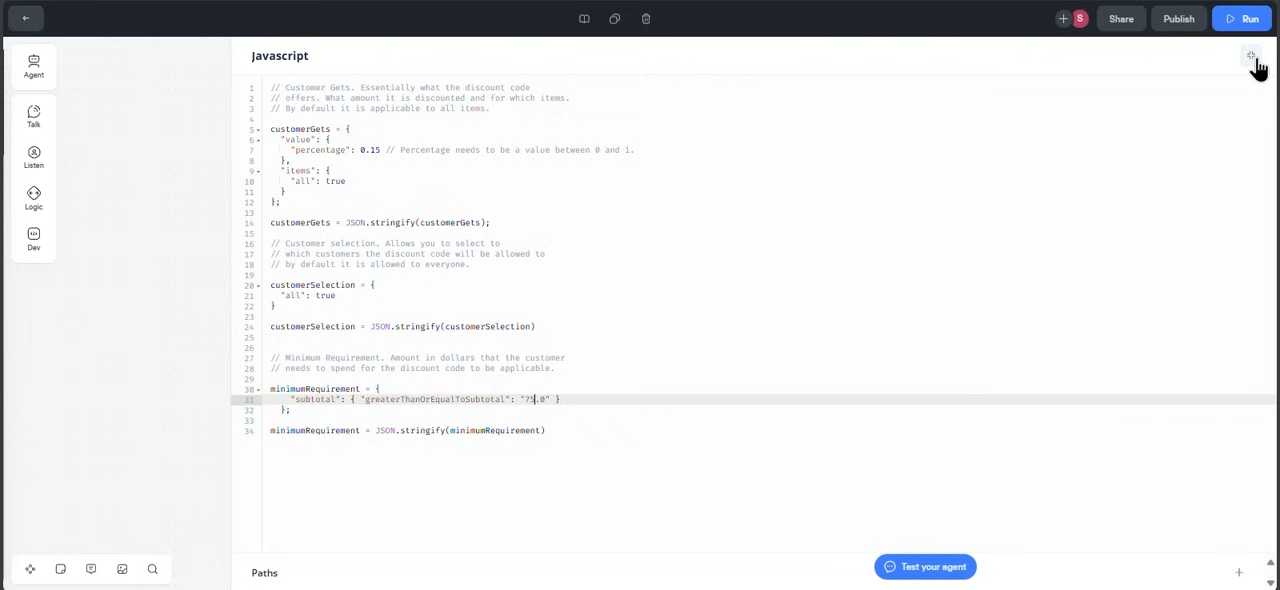 S
Share
Publish
Run
Agent
Talk
Listen
Logic
Dev
Javascript
1 // Customer Gets. Essentially what the discount code
2 // offers. What amount it is discounted and for which items.
3 // By default it is applicable to all items.
4
5 customerGets = {
6 "value": {
7 "percentage": 0.15 // Percentage needs to be a value between 0 and 1.
8 },
9 "items": {
10 "all": true
11 }
12 };
13
14 customerGets = JSON.stringify(customerGets);
15
16 // Customer selection. Allows you to select to
17 // which customers the discount code will be allowed to
18 // by default it is allowed to everyone.
19
20 customerSelection = {
21 "all": true
22 }
23
24 customerSelection = JSON.stringify(customerSelection)
25
26
27 // Minimum Requirement. Amount in dollars that the customer
28 // needs to spend for the discount code to be applicable.
29
30 minimumRequirement = {
31 "subtotal": { "greaterThanOrEqualToSubtotal": "75.0" }
32 };
33
34 minimumRequirement = JSON.stringify(minimumRequirement)
Paths
Test your agent